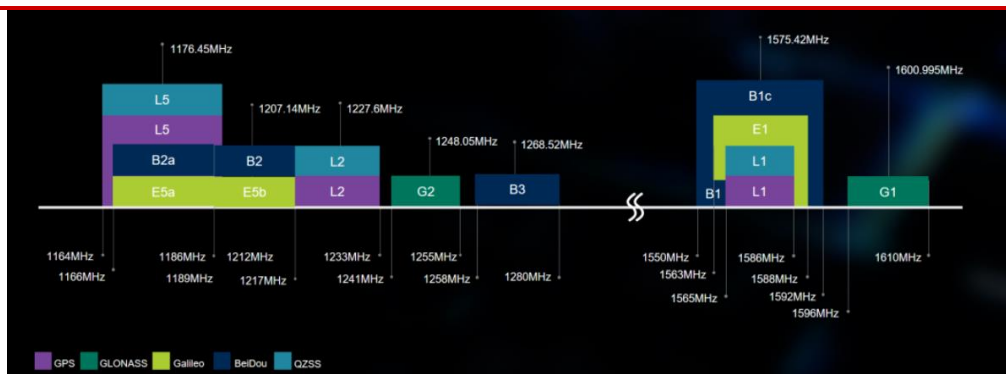 1176.45MHz
1207.14MHz
1227.6MHz
1248.05MHz
1268.52MHz
1575.42MHz
1600.995MHz
L5
L5
B2a
B2
L2
E5a
E5b
L2
G2
B3
B1c
E1
L1
B1
L1
G1
1164MHz
1166MHz
1186MHz
1189MHz
1212MHz
1217MHz
1233MHz
1241MHz
1255MHz
1258MHz
1280MHz
1550MHz
1563MHz
1565MHz
1586MHz
1588MHz
1592MHz
1596MHz
1610MHz
GPS GLONASS Galileo BeiDou QZSS